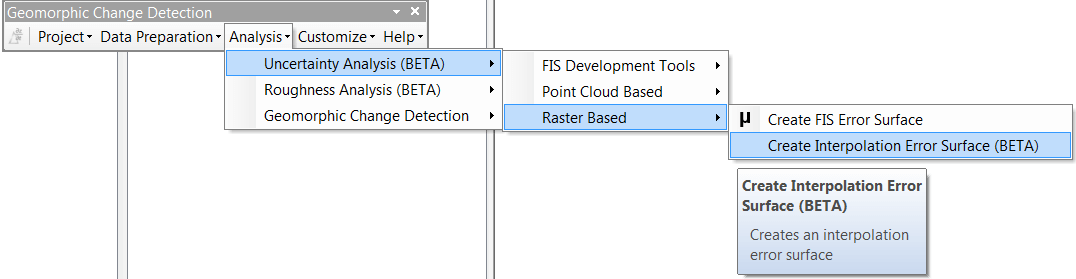 Geomorphic Change Detection
Project Data Preparation Analysis Customize Help
Uncertainty Analysis (BETA)
Roughness Analysis (BETA)
Geomorphic Change Detection
FIS Development Tools
Point Cloud Based
Raster Based
µ Create FIS Error Surface
Create Interpolation Error Surface (BETA)
Create Interpolation Error
Surface (BETA)
Creates an interpolation
error surface